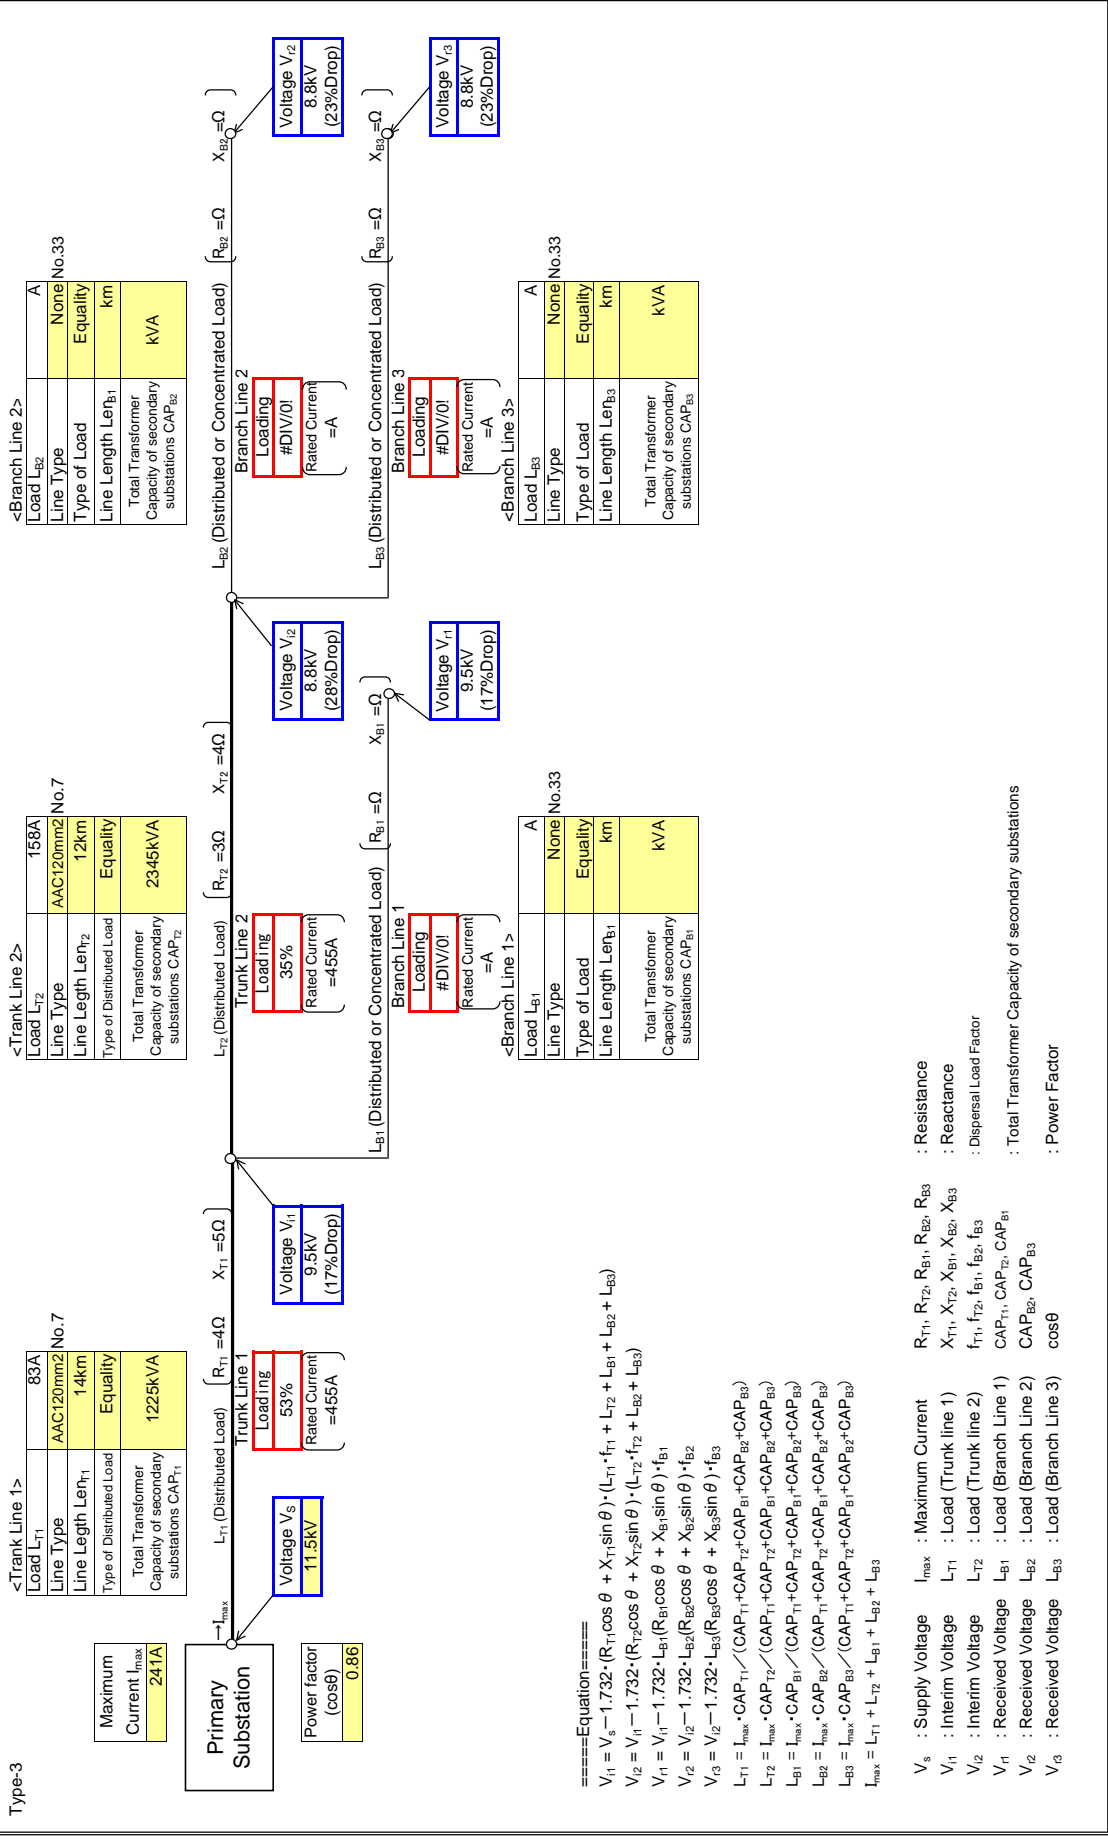 Type-3
Maximum
Current Imax
241A
Primary
Substation
Power factor
(cosθ)
0.86
→Imax
Voltage VS
11.5kV
<Trank Line 1>
Load LT1 83A
Line Type AAC120mm2 No.7
Line Legth LenT1 14km
Type of Distributed Load Equality
Total Transformer
Capacity of secondary
substations CAPT1
1225kVA
LT1 (Distributed Load) (RT1 =4Ω XT1 =5Ω)
Trunk Line 1
Loading
53%
(Rated Current
=455A)
Voltage Vi1
9.5kV
(17%Drop)
<Trank Line 2>
Load LT2 158A
Line Type AAC120mm2 No.7
Line Legth LenT2 12km
Type of Distributed Load Equality
Total Transformer
Capacity of secondary
substations CAPT2
2345kVA
LT2 (Distributed Load) (RT2 =3Ω XT2 =4Ω)
Trunk Line 2
Loading
35%
(Rated Current
=455A)
Voltage Vi2
8.8kV
(28%Drop)
LB1 (Distributed or Concentrated Load) (RB1 =Ω XB1 =Ω)
Branch Line 1
Loading
#DIV/0!
(Rated Current
=A)
Voltage Vr1
9.5kV
(17%Drop)
<Branch Line 1>
Load LB1 A
Line Type None No.33
Type of Load Equality
Line Length LenB1 km
Total Transformer
Capacity of secondary
substations CAPB1
kVA
<Branch Line 2>
Load LB2 A
Line Type None No.33
Type of Load Equality
Line Length LenB1 km
Total Transformer
Capacity of secondary
substations CAPB2
kVA
LB2 (Distributed or Concentrated Load) (RB2 =Ω XB2 =Ω)
Branch Line 2
Loading
#DIV/0!
(Rated Current
=A)
Voltage Vr2
8.8kV
(23%Drop)
LB3 (Distributed or Concentrated Load) (RB3 =Ω XB3 =Ω)
Branch Line 3
Loading
#DIV/0!
(Rated Current
=A)
Voltage Vr3
8.8kV
(23%Drop)
<Branch Line 3>
Load LB3 A
Line Type None No.33
Type of Load Equality
Line Length LenB3 km
Total Transformer
Capacity of secondary
substations CAPB3
kVA
=====Equation=====
Vi1 = Vs－1.732・(RT1cos θ + XT1sin θ)・(LT1・fT1 + LT2 + LB1 + LB2 + LB3)
Vi2 = Vi1－1.732・(RT2cos θ + XT2sin θ)・(LT2・fT2 + LB2 + LB3)
Vr1 = Vi1－1.732・LB1(RB1cos θ + XB1sin θ)・fB1
Vr2 = Vi2－1.732・LB2(RB2cos θ + XB2sin θ)・fB2
Vr3 = Vi2－1.732・LB3(RB3cos θ + XB3sin θ)・fB3
LT1 = Imax・CAPT1／(CAPT1+CAPT2+CAPB1+CAPB2+CAPB3)
LT2 = Imax・CAPT2／(CAPT1+CAPT2+CAPB1+CAPB2+CAPB3)
LB1 = Imax・CAPB1／(CAPT1+CAPT2+CAPB1+CAPB2+CAPB3)
LB2 = Imax・CAPB2／(CAPT1+CAPT2+CAPB1+CAPB2+CAPB3)
LB3 = Imax・CAPB3／(CAPT1+CAPT2+CAPB1+CAPB2+CAPB3)
Imax = LT1 + LT2 + LB1 + LB2 + LB3
Vs : Supply Voltage Imax : Maximum Current RT1, RT2, RB1, RB2, RB3 : Resistance
Vi1 : Interim Voltage LT1 : Load (Trunk line 1) XT1, XT2, XB1, XB2, XB3 : Reactance
Vi2 : Interim Voltage LT2 : Load (Trunk line 2) fT1, fT2, fB1, fB2, fB3 : Dispersal Load Factor
Vr1 : Received Voltage LB1 : Load (Branch Line 1) CAPT1, CAPT2, CAPB1 : Total Transformer Capacity of secondary substations
Vr2 : Received Voltage LB2 : Load (Branch Line 2) CAPB2, CAPB3
Vr3 : Received Voltage LB3 : Load (Branch Line 3) cosθ : Power Factor